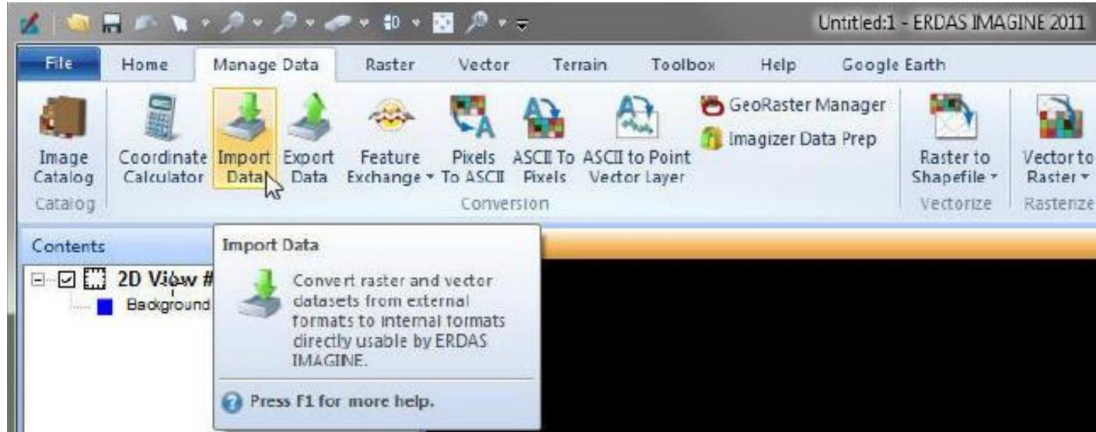 Untitled:1 - ERDAS IMAGINE 2011
File Home Manage Data Raster Vector Terrain Toolbox Help Google Earth
Image Catalog
Coordinate Calculator
Import Data
Export Data
Feature Exchange
Pixels To ASCII
ASCII To Pixels
ASCII to Point Vector Layer
GeoRaster Manager
Imagizer Data Prep
Raster to Shapefile
Vector to Raster
Catalog Conversion Vectorize Rasterize
Contents
2D View #
Background
Import Data
Convert raster and vector
datasets from external
formats to internal formats
directly usable by ERDAS
IMAGINE.
Press F1 for more help.